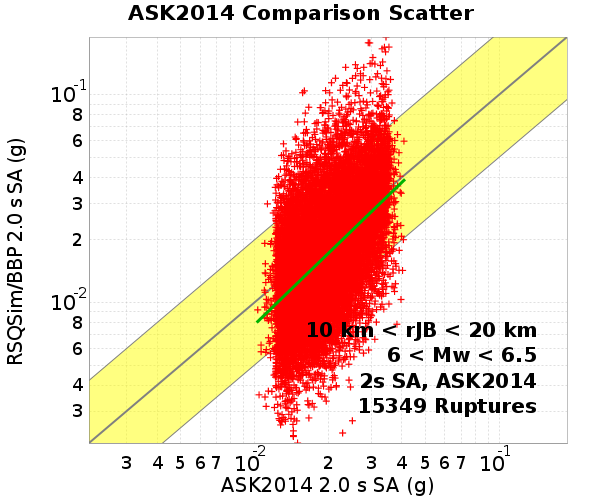 ASK2014 Comparison Scatter
RSQSim/BBP 2.0 s SA (g)
10⁻¹
8
6
4
3
2
10⁻²
8
6
4
3
10 km < rJB < 20 km
6 < Mw < 6.5
2s SA, ASK2014
15349 Ruptures
3 4 5 6 7 10⁻² 2 3 4 5 6 7 10⁻¹
ASK2014 2.0 s SA (g)